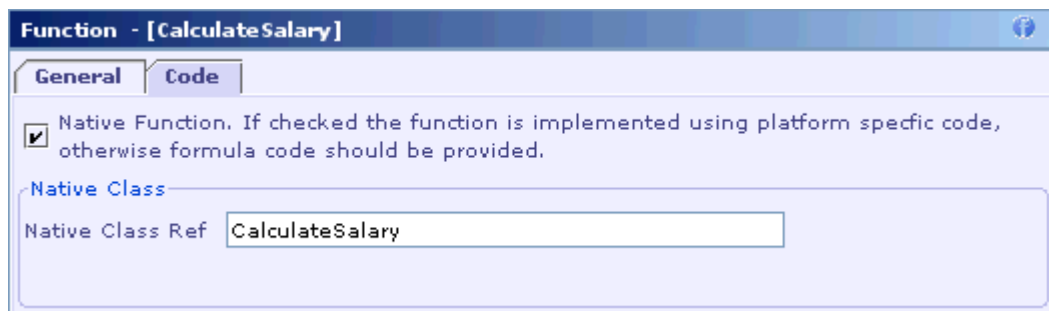 Function - [CalculateSalary]
General Code
Native Function. If checked the function is implemented using platform specfic code,
otherwise formula code should be provided.
Native Class
Native Class Ref CalculateSalary